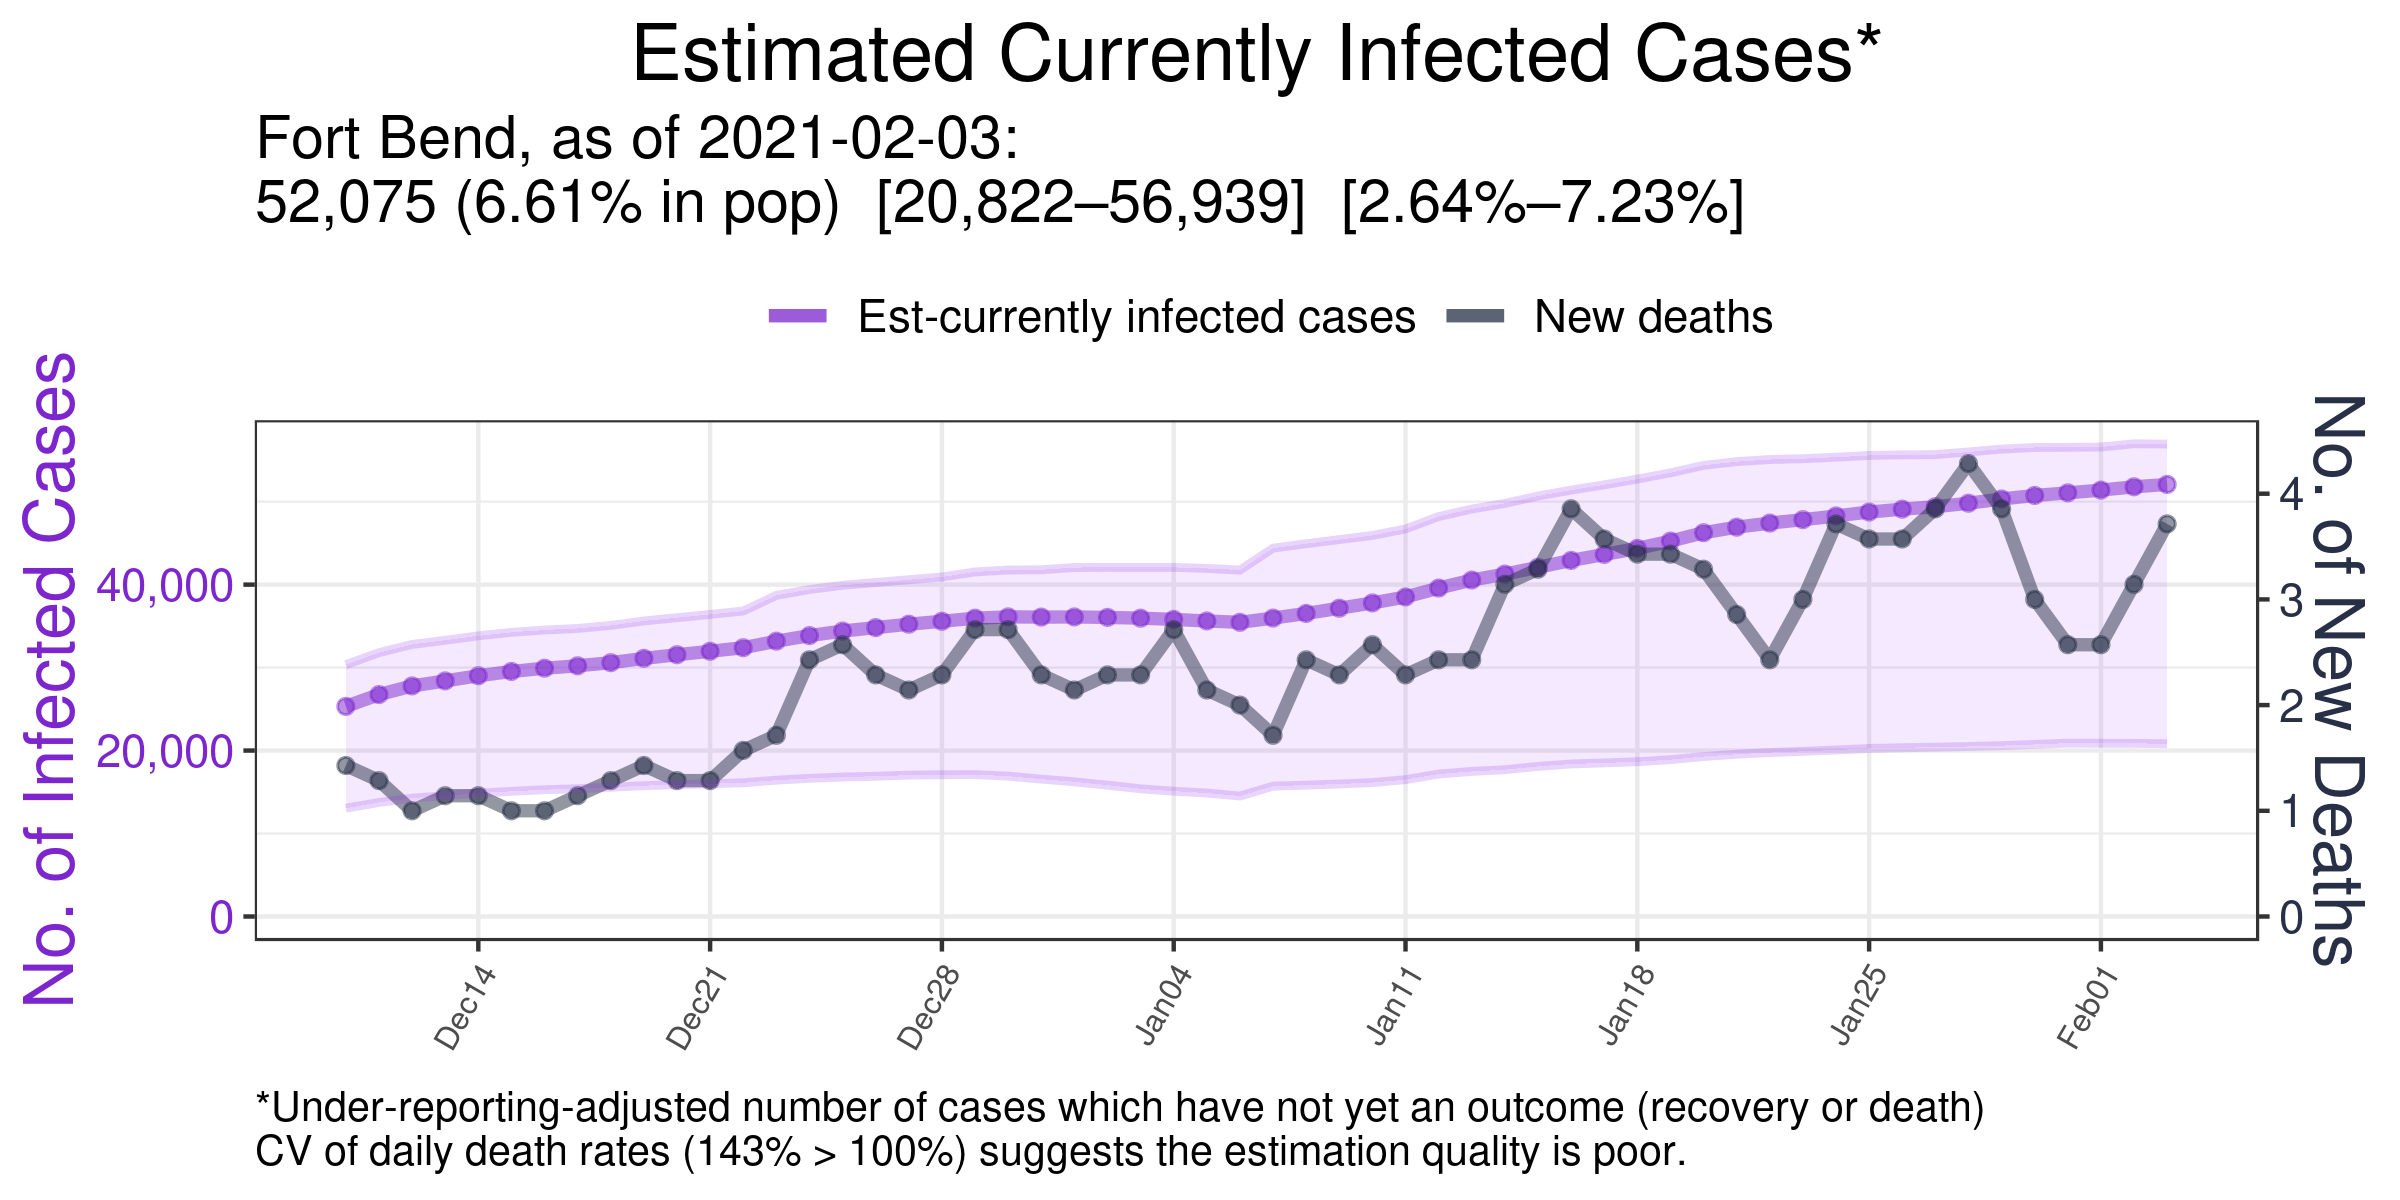 Estimated Currently Infected Cases*
Fort Bend, as of 2021-02-03:
52,075 (6.61% in pop)  [20,822–56,939]  [2.64%–7.23%]
Est-currently infected cases
New deaths
No. of Infected Cases
40,000
20,000
0
4
3
2
1
0
No. of New Deaths
Dec14
Dec21
Dec28
Jan04
Jan11
Jan18
Jan25
Feb01
*Under-reporting-adjusted number of cases which have not yet an outcome (recovery or death)
CV of daily death rates (143% > 100%) suggests the estimation quality is poor.